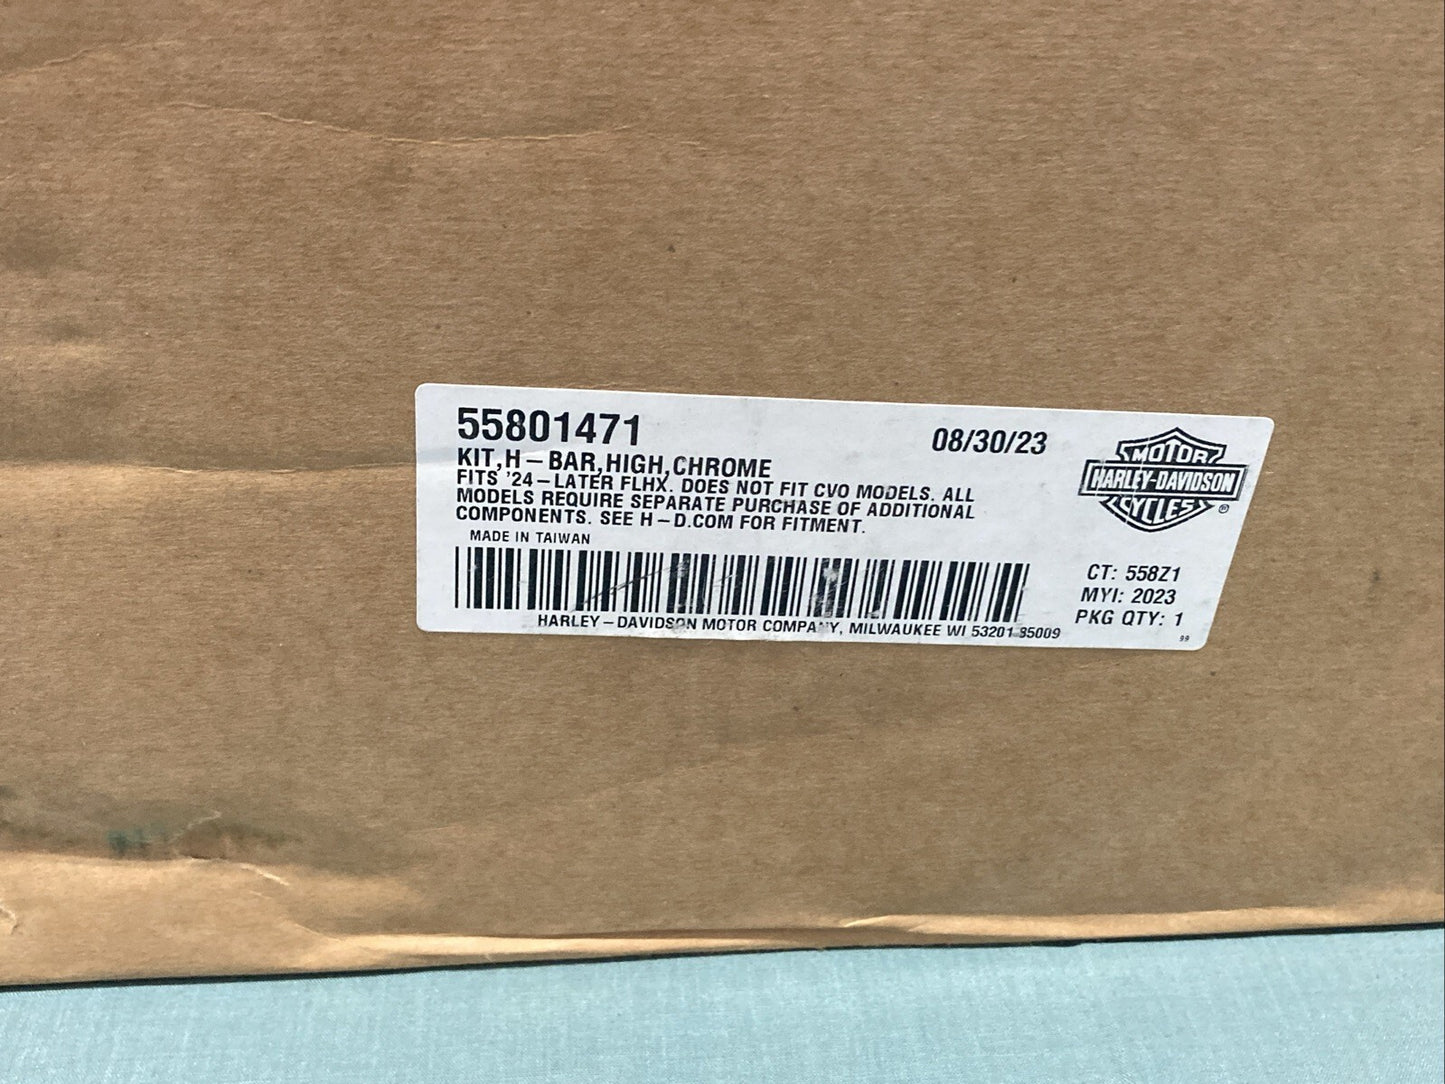 55801471
08/30/23
KIT,H-BAR,HIGH,CHROME
FITS '24-LATER FLHX. DOES NOT FIT CVO MODELS. ALL
MODELS REQUIRE SEPARATE PURCHASE OF ADDITIONAL
COMPONENTS. SEE H-D.COM FOR FITMENT.
MADE IN TAIWAN
HARLEY-DAVIDSON MOTOR COMPANY, MILWAUKEE WI 53201 85009
MOTOR
HARLEY-DAVIDSON
CYCLES
®
CT: 558Z1
MYI: 2023
PKG QTY: 1
99